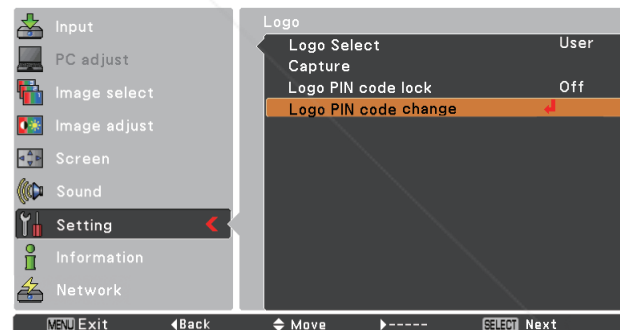 Input
PC adjust
Image select
Image adjust
Screen
Sound
Setting
Information
Network
Logo
Logo Select User
Capture
Logo PIN code lock Off
Logo PIN code change
MENU Exit Back Move ----- SELECT Next